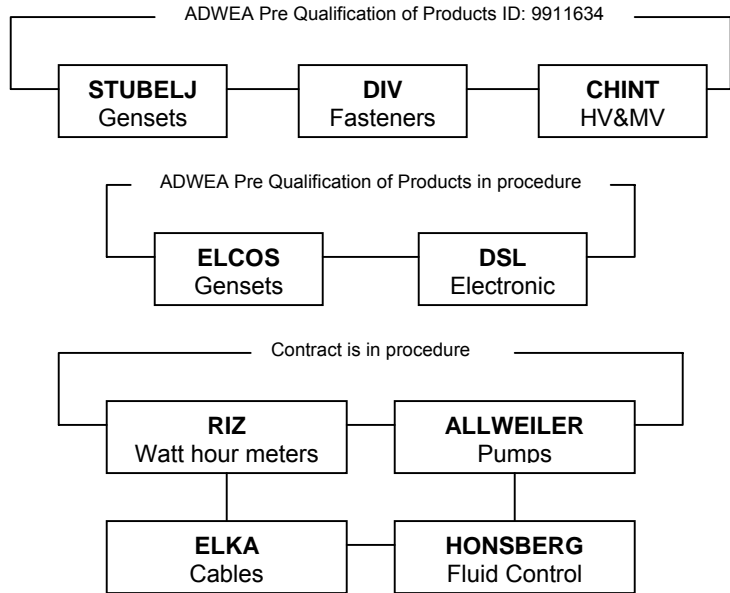 ADWEA Pre Qualification of Products ID: 9911634
STUBELJ
Gensets
DIV
Fasteners
CHINT
HV&MV
ADWEA Pre Qualification of Products in procedure
ELCOS
Gensets
DSL
Electronic
Contract is in procedure
RIZ
Watt hour meters
ALLWEILER
Pumps
ELKA
Cables
HONSBERG
Fluid Control